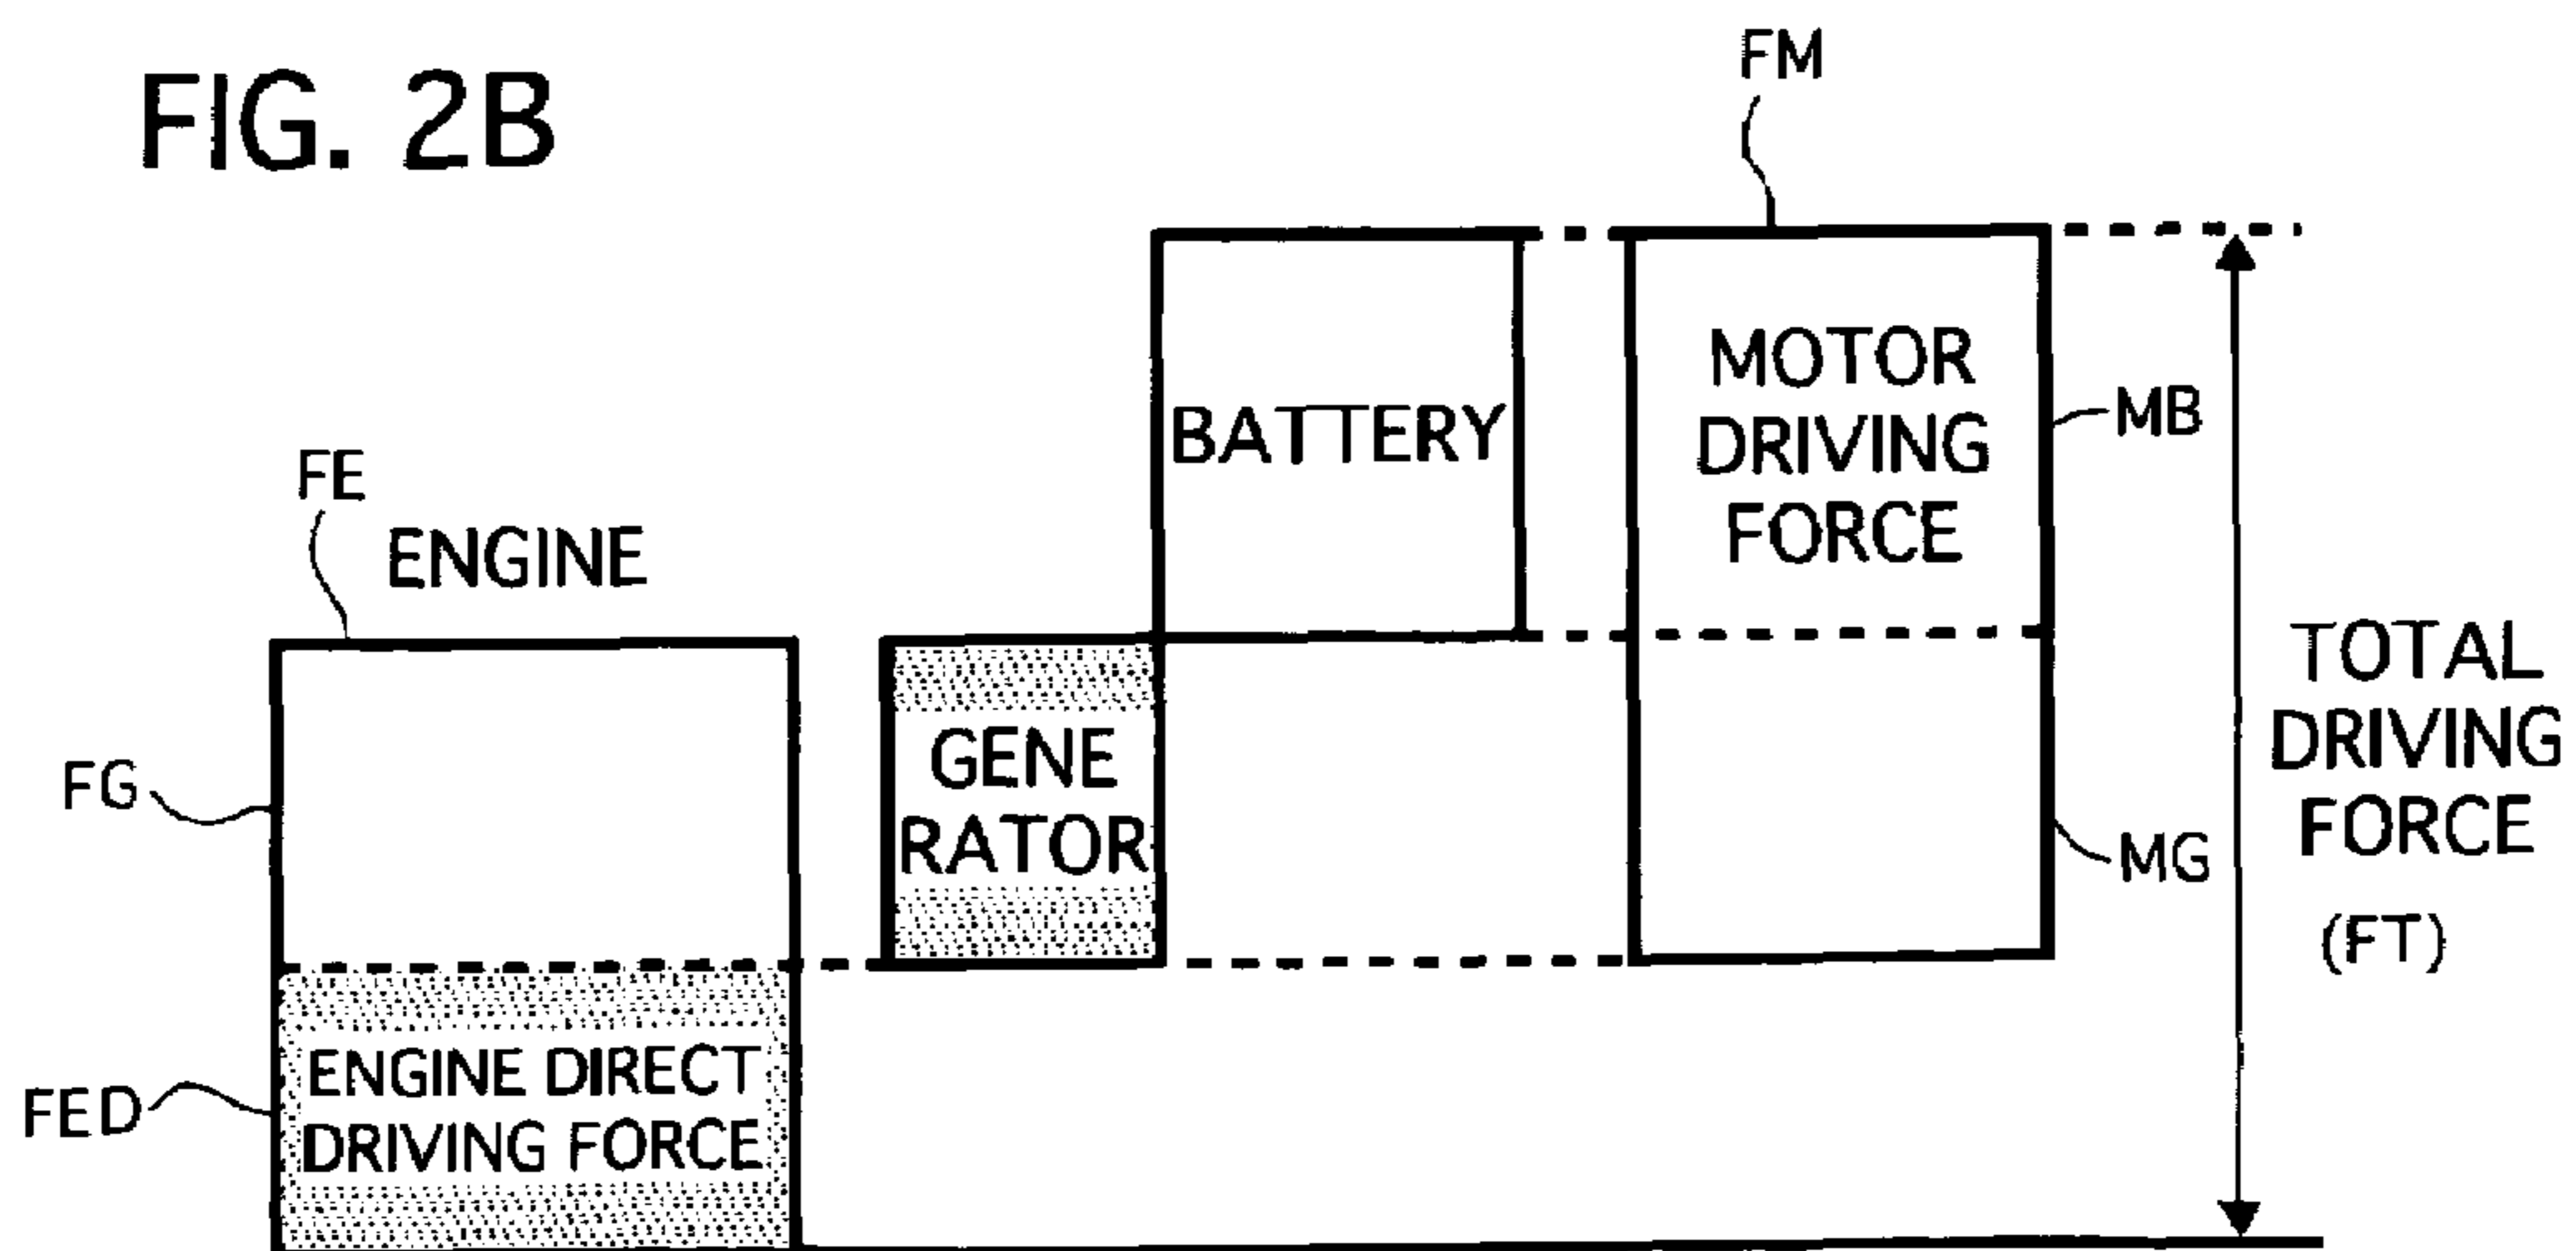 FIG. 2B
FM
BATTERY
MOTOR
DRIVING
FORCE
MB
FE
ENGINE
FG
GENE
RATOR
MG
TOTAL
DRIVING
FORCE
(FT)
FED
ENGINE DIRECT
DRIVING FORCE